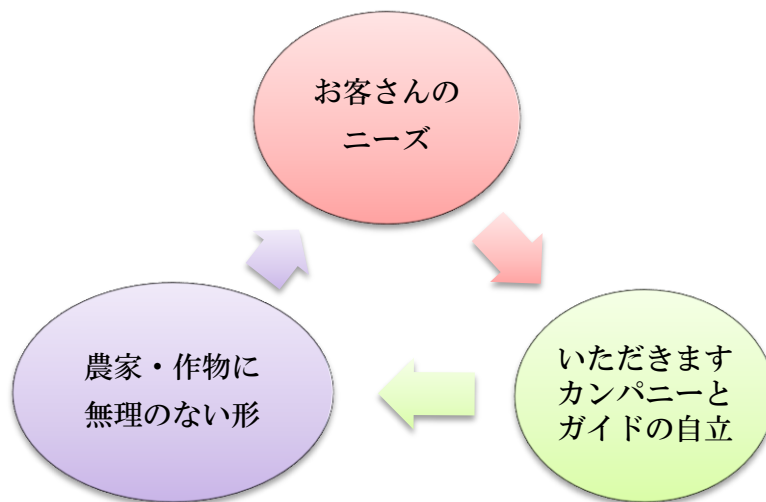 お客さんの
ニーズ
農家・作物に
無理のない形
いただきます
カンパニーと
ガイドの自立